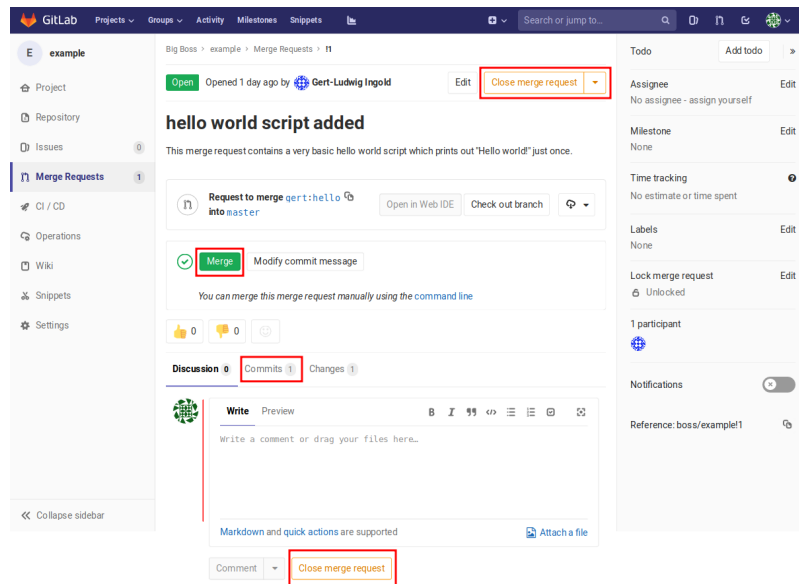 GitLab Projects Groups Activity Milestones Snippets Search or jump to...
E example
Project
Repository
Issues 0
Merge Requests 1
CI / CD
Operations
Wiki
Snippets
Settings
Collapse sidebar
Big Boss > example > Merge Requests > !1
Open Opened 1 day ago by Gert-Ludwig Ingold Edit Close merge request
hello world script added
This merge request contains a very basic hello world script which prints out "Hello world!" just once.
Request to merge gert:hello
into master
Open in Web IDE Check out branch
Merge Modify commit message
You can merge this merge request manually using the command line
0 0
Discussion 0 Commits 1 Changes 1
Write Preview
Write a comment or drag your files here…
Markdown and quick actions are supported Attach a file
Comment Close merge request
Todo Add todo »
Assignee Edit
No assignee - assign yourself
Milestone Edit
None
Time tracking
No estimate or time spent
Labels Edit
None
Lock merge request Edit
Unlocked
1 participant
Notifications
Reference: boss/example!1